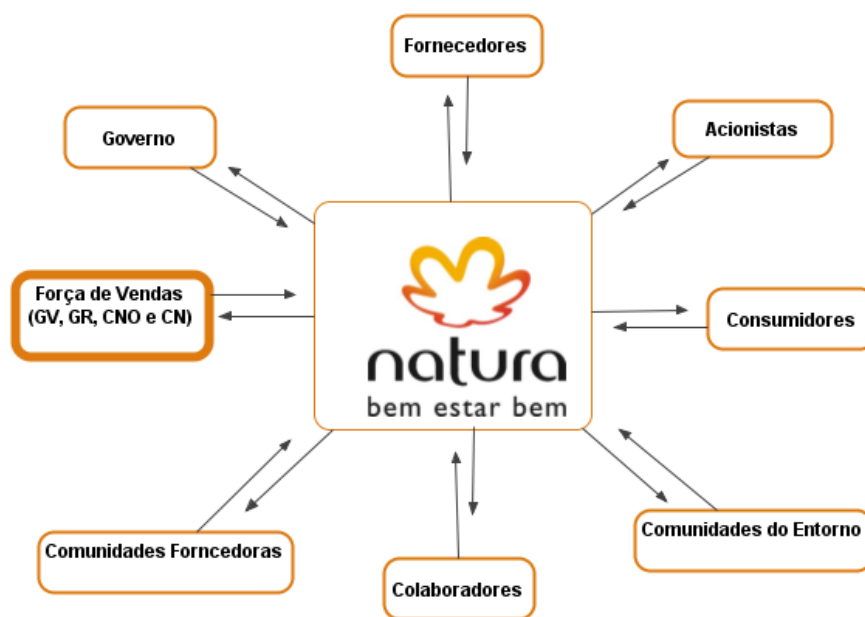 Fornecedores
Governo
Acionistas
Força de Vendas
(GV, GR, CNO e CN)
natura
bem estar bem
Consumidores
Comunidades Forncedoras
Colaboradores
Comunidades do Entorno